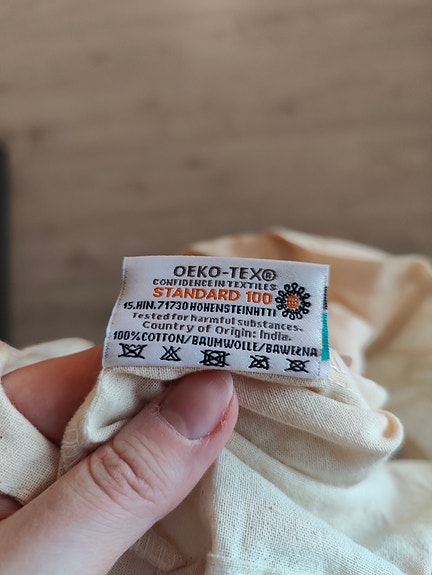 OEKO-TEX®
CONFIDENCE IN TEXTILES
STANDARD 100
15.HIN.71730 HOHENSTEIN HTTI
Tested for harmful substances.
Country of Origin: India.
100% COTTON/BAUMWOLLE/BAWEŁNA